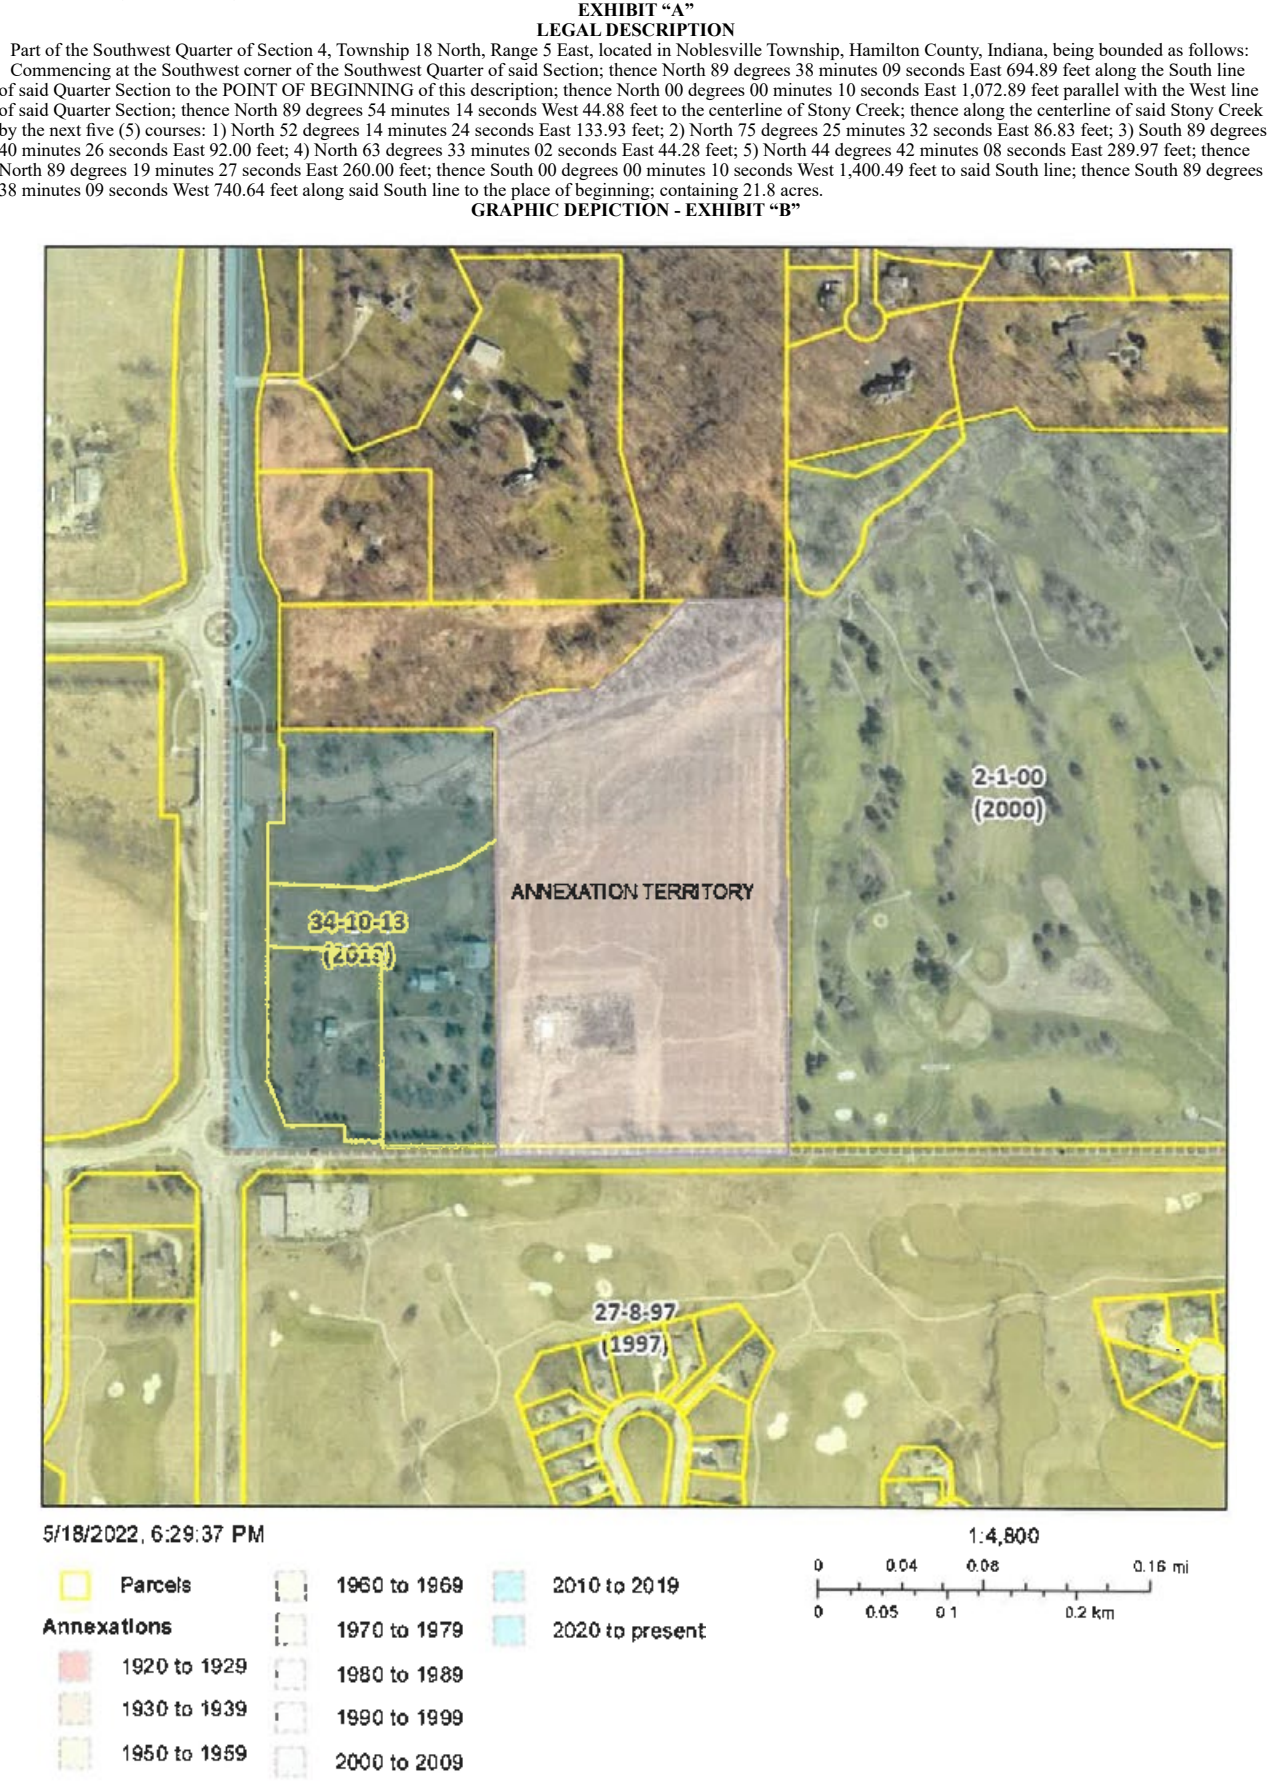 EXHIBIT “A”
LEGAL DESCRIPTION
Part of the Southwest Quarter of Section 4, Township 18 North, Range 5 East, located in Noblesville Township, Hamilton County, Indiana, being bounded as follows:
Commencing at the Southwest corner of the Southwest Quarter of said Section; thence North 89 degrees 38 minutes 09 seconds East 694.89 feet along the South line
of said Quarter Section to the POINT OF BEGINNING of this description; thence North 00 degrees 00 minutes 10 seconds East 1,072.89 feet parallel with the West line
of said Quarter Section; thence North 89 degrees 54 minutes 14 seconds West 44.88 feet to the centerline of Stony Creek; thence along the centerline of said Stony Creek
by the next five (5) courses: 1) North 52 degrees 14 minutes 24 seconds East 133.93 feet; 2) North 75 degrees 25 minutes 32 seconds East 86.83 feet; 3) South 89 degrees
40 minutes 26 seconds East 92.00 feet; 4) North 63 degrees 33 minutes 02 seconds East 44.28 feet; 5) North 44 degrees 42 minutes 08 seconds East 289.97 feet; thence
North 89 degrees 19 minutes 27 seconds East 260.00 feet; thence South 00 degrees 00 minutes 10 seconds West 1,400.49 feet to said South line; thence South 89 degrees
38 minutes 09 seconds West 740.64 feet along said South line to the place of beginning; containing 21.8 acres.
GRAPHIC DEPICTION - EXHIBIT “B”
2-1-00
(2000)
ANNEXATION TERRITORY
34-10-13
(2013)
27-8-97
(1997)
5/18/2022, 6:29:37 PM
1:4,800
0 0.04 0.08 0.16 mi
0 0.05 0.1 0.2 km
Parcels
Annexations
1920 to 1929
1930 to 1939
1950 to 1959
1960 to 1969
1970 to 1979
1980 to 1989
1990 to 1999
2000 to 2009
2010 to 2019
2020 to present